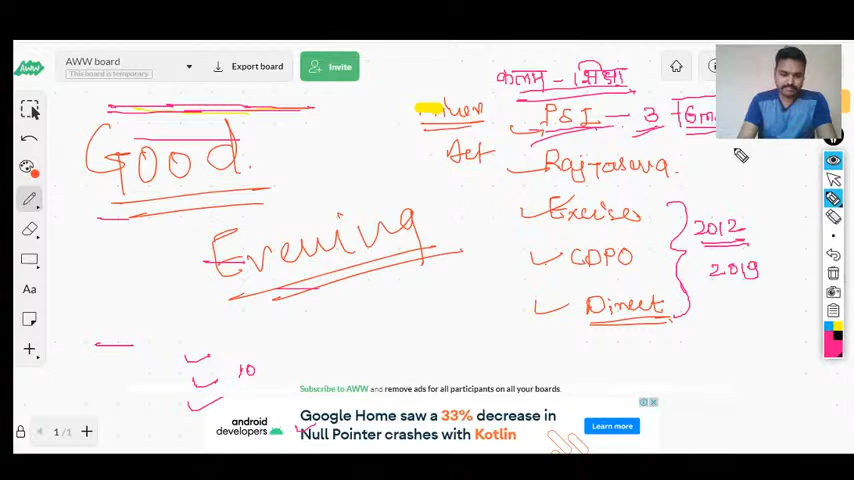 AWW
AWW board
This board is temporary
Export board
Invite
कलम - शिक्षा
PSI - 3
Act
Good.
Evening
Excise
CDPO
Direct
2012
2019
10
Aa
1/1
Subscribe to AWW and remove ads for all participants on all your boards.
android
developers
Google Home saw a 33% decrease in
Null Pointer crashes with Kotlin
Learn more